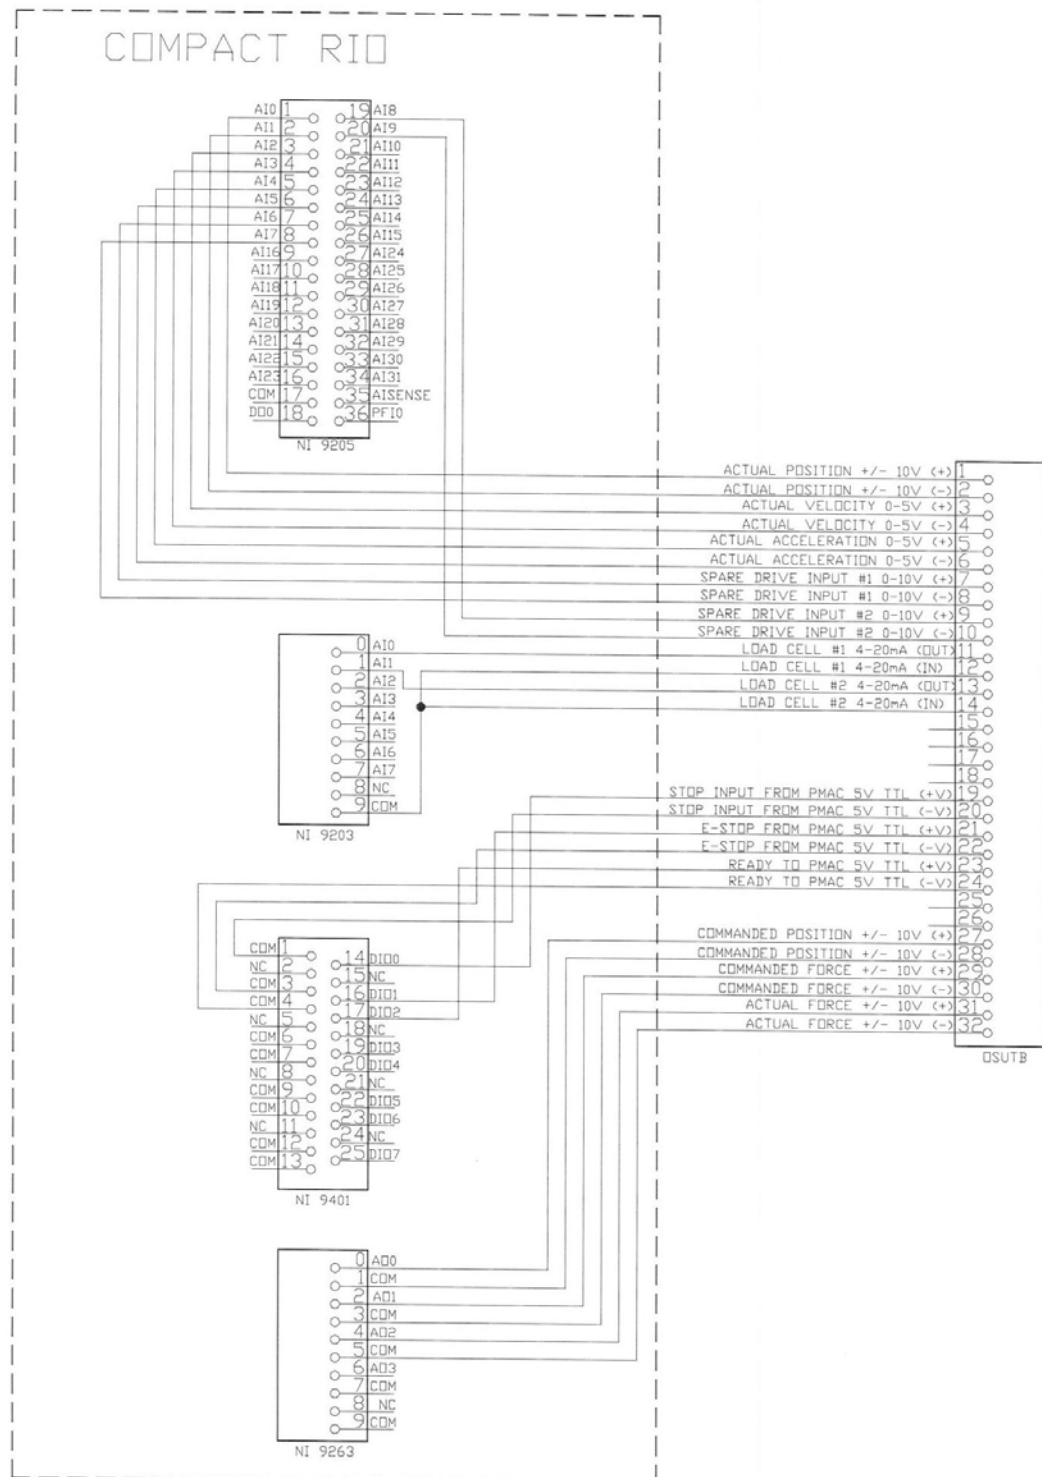 COMPACT RIO
AI0 1 19 AI8
AI1 2 20 AI9
AI2 3 21 AI10
AI3 4 22 AI11
AI4 5 23 AI12
AI5 6 24 AI13
AI6 7 25 AI14
AI7 8 26 AI15
AI16 9 27 AI24
AI17 10 28 AI25
AI18 11 29 AI26
AI19 12 30 AI27
AI20 13 31 AI28
AI21 14 32 AI29
AI22 15 33 AI30
AI23 16 34 AI31
COM 17 35 AISENSE
DO0 18 36 PFI0
NI 9205
ACTUAL POSITION +/- 10V (+) 1
ACTUAL POSITION +/- 10V (-) 2
ACTUAL VELOCITY 0-5V (+) 3
ACTUAL VELOCITY 0-5V (-) 4
ACTUAL ACCELERATION 0-5V (+) 5
ACTUAL ACCELERATION 0-5V (-) 6
SPARE DRIVE INPUT #1 0-10V (+) 7
SPARE DRIVE INPUT #1 0-10V (-) 8
SPARE DRIVE INPUT #2 0-10V (+) 9
SPARE DRIVE INPUT #2 0-10V (-) 10
LOAD CELL #1 4-20mA (OUT) 11
LOAD CELL #1 4-20mA (IN) 12
LOAD CELL #2 4-20mA (OUT) 13
LOAD CELL #2 4-20mA (IN) 14
15
16
17
18
STOP INPUT FROM PMAC 5V TTL (+V) 19
STOP INPUT FROM PMAC 5V TTL (-V) 20
E-STOP FROM PMAC 5V TTL (+V) 21
E-STOP FROM PMAC 5V TTL (-V) 22
READY TO PMAC 5V TTL (+V) 23
READY TO PMAC 5V TTL (-V) 24
25
26
COMMANDED POSITION +/- 10V (+) 27
COMMANDED POSITION +/- 10V (-) 28
COMMANDED FORCE +/- 10V (+) 29
COMMANDED FORCE +/- 10V (-) 30
ACTUAL FORCE +/- 10V (+) 31
ACTUAL FORCE +/- 10V (-) 32
OSUTB
0 AI0
1 AI1
2 AI2
3 AI3
4 AI4
5 AI5
6 AI6
7 AI7
8 NC
9 COM
NI 9203
COM 1 14 DIO0
NC 2 15 NC
COM 3 16 DIO1
COM 4 17 DIO2
NC 5 18 NC
COM 6 19 DIO3
COM 7 20 DIO4
NC 8 21 NC
COM 9 22 DIO5
COM 10 23 DIO6
NC 11 24 NC
COM 12 25 DIO7
COM 13
NI 9401
0 AO0
1 COM
2 AO1
3 COM
4 AO2
5 COM
6 AO3
7 COM
8 NC
9 COM
NI 9263